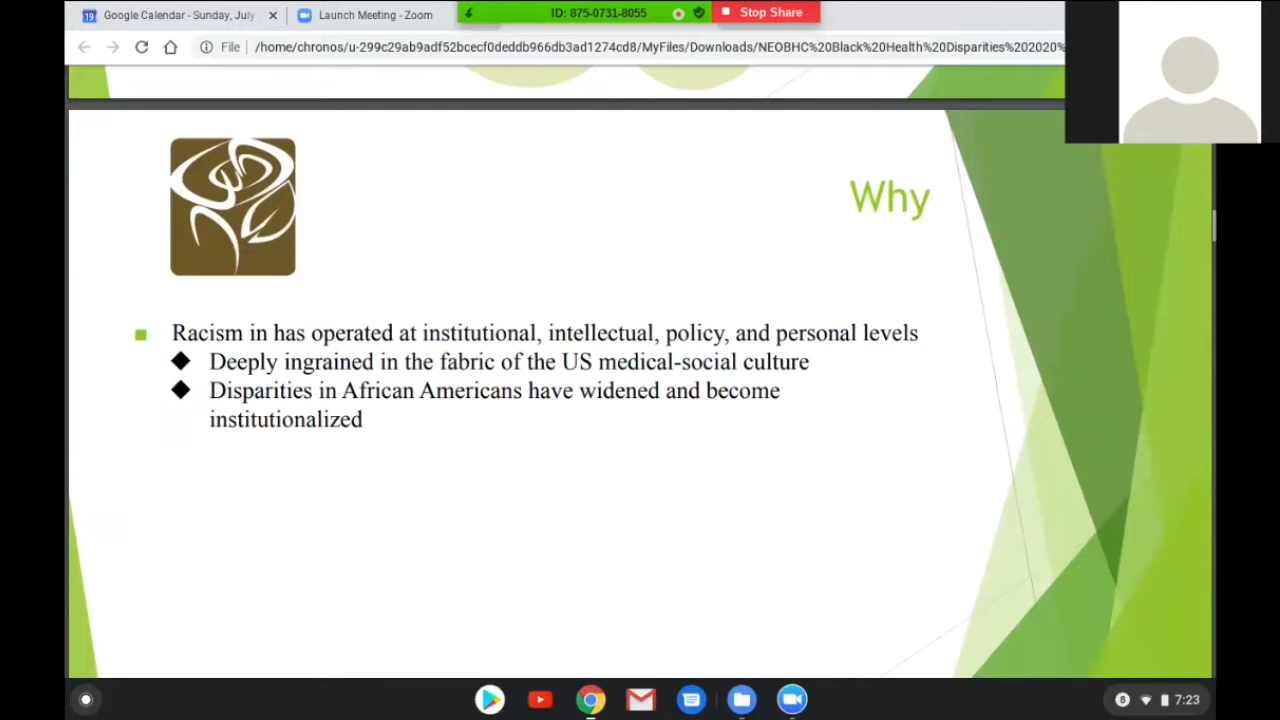 Google Calendar - Sunday, July
Launch Meeting - Zoom
ID: 875-0731-8055
Stop Share
File
/home/chronos/u-299c29ab9adf52bcecf0deddb966db3ad1274cd8/MyFiles/Downloads/NEOBHC%20Black%20Health%20Disparities%202020%
Why
Racism in has operated at institutional, intellectual, policy, and personal levels
Deeply ingrained in the fabric of the US medical-social culture
Disparities in African Americans have widened and become
institutionalized
19
8
7:23